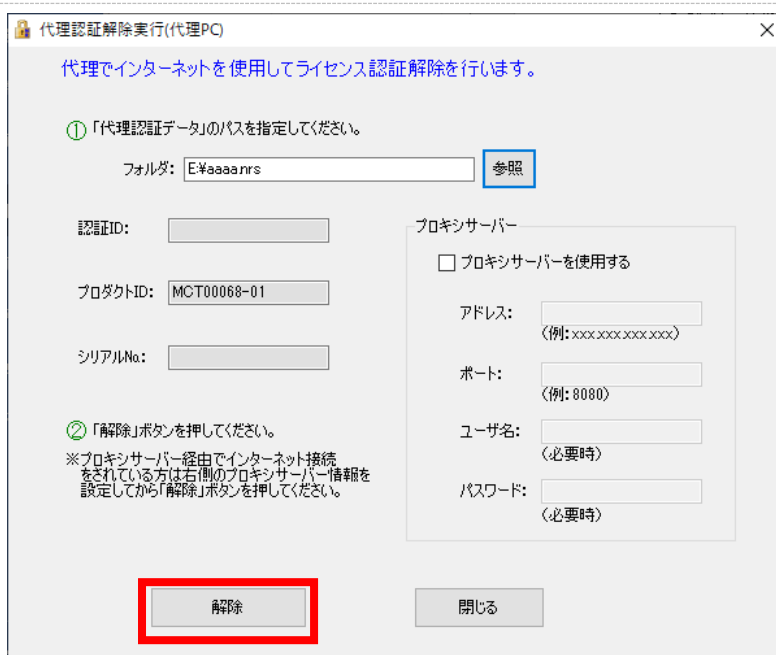 代理認証解除実行(代理PC)
代理でインターネットを使用してライセンス認証解除を行います。
①「代理認証データ」のパスを指定してください。
フォルダ: E:¥aaaa.nrs 参照
認証ID:
プロダクトID: MCT00068-01
シリアルNo.:
②「解除」ボタンを押してください。
※プロキシサーバー経由でインターネット接続
をされている方は右側のプロキシサーバー情報を
設定してから「解除」ボタンを押してください。
プロキシサーバー
プロキシサーバーを使用する
アドレス:
(例:xxx.xxx.xxx.xxx)
ポート:
(例:8080)
ユーザ名:
(必要時)
パスワード:
(必要時)
解除 閉じる